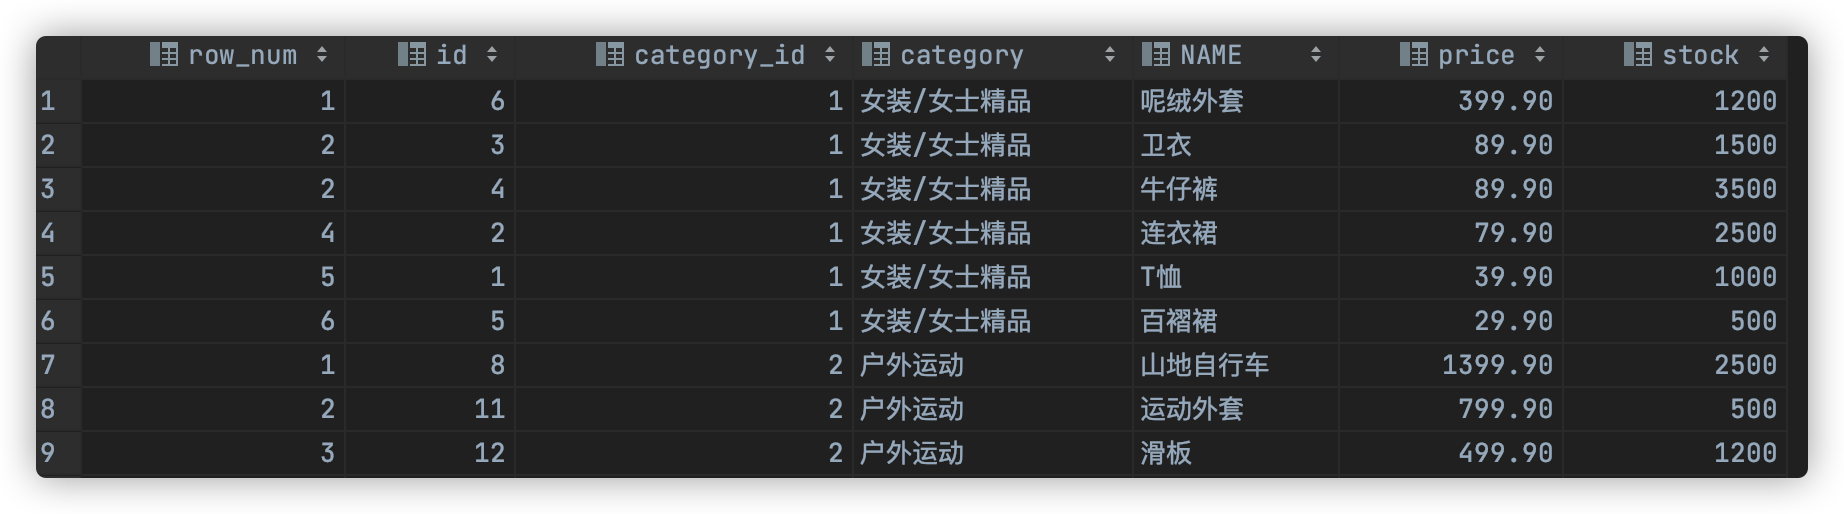 row_num id category_id category NAME price stock
1 1 6 1 女装/女士精品 呢绒外套 399.90 1200
2 2 3 1 女装/女士精品 卫衣 89.90 1500
3 2 4 1 女装/女士精品 牛仔裤 89.90 3500
4 4 2 1 女装/女士精品 连衣裙 79.90 2500
5 5 1 1 女装/女士精品 T恤 39.90 1000
6 6 5 1 女装/女士精品 百褶裙 29.90 500
7 1 8 2 户外运动 山地自行车 1399.90 2500
8 2 11 2 户外运动 运动外套 799.90 500
9 3 12 2 户外运动 滑板 499.90 1200